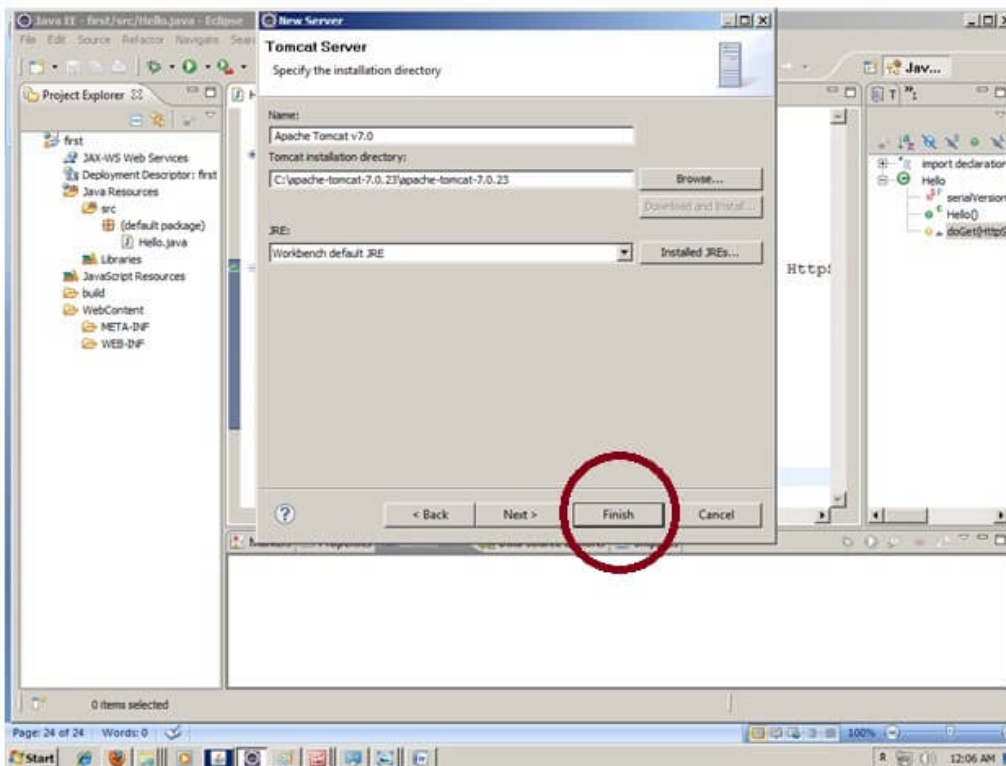 Java EE - first/src/Hello.java - Eclipse
File Edit Source Refactor Navigate
Jav...
Project Explorer
first
JAX-WS Web Services
Deployment Descriptor: first
Java Resources
src
(default package)
Hello.java
Libraries
JavaScript Resources
build
WebContent
META-INF
WEB-INF
New Server
Tomcat Server
Specify the installation directory
Name:
Apache Tomcat v7.0
Tomcat installation directory:
C:\apache-tomcat-7.0.23\apache-tomcat-7.0.23
Browse...
Download and Install...
JRE:
Workbench default JRE
Installed JREs...
< Back
Next >
Finish
Cancel
HttpS
import declaration
Hello
serialVersion
Hello()
doGet(HttpS
0 items selected
Page: 24 of 24 Words: 0
100%
Start
12:06 AM